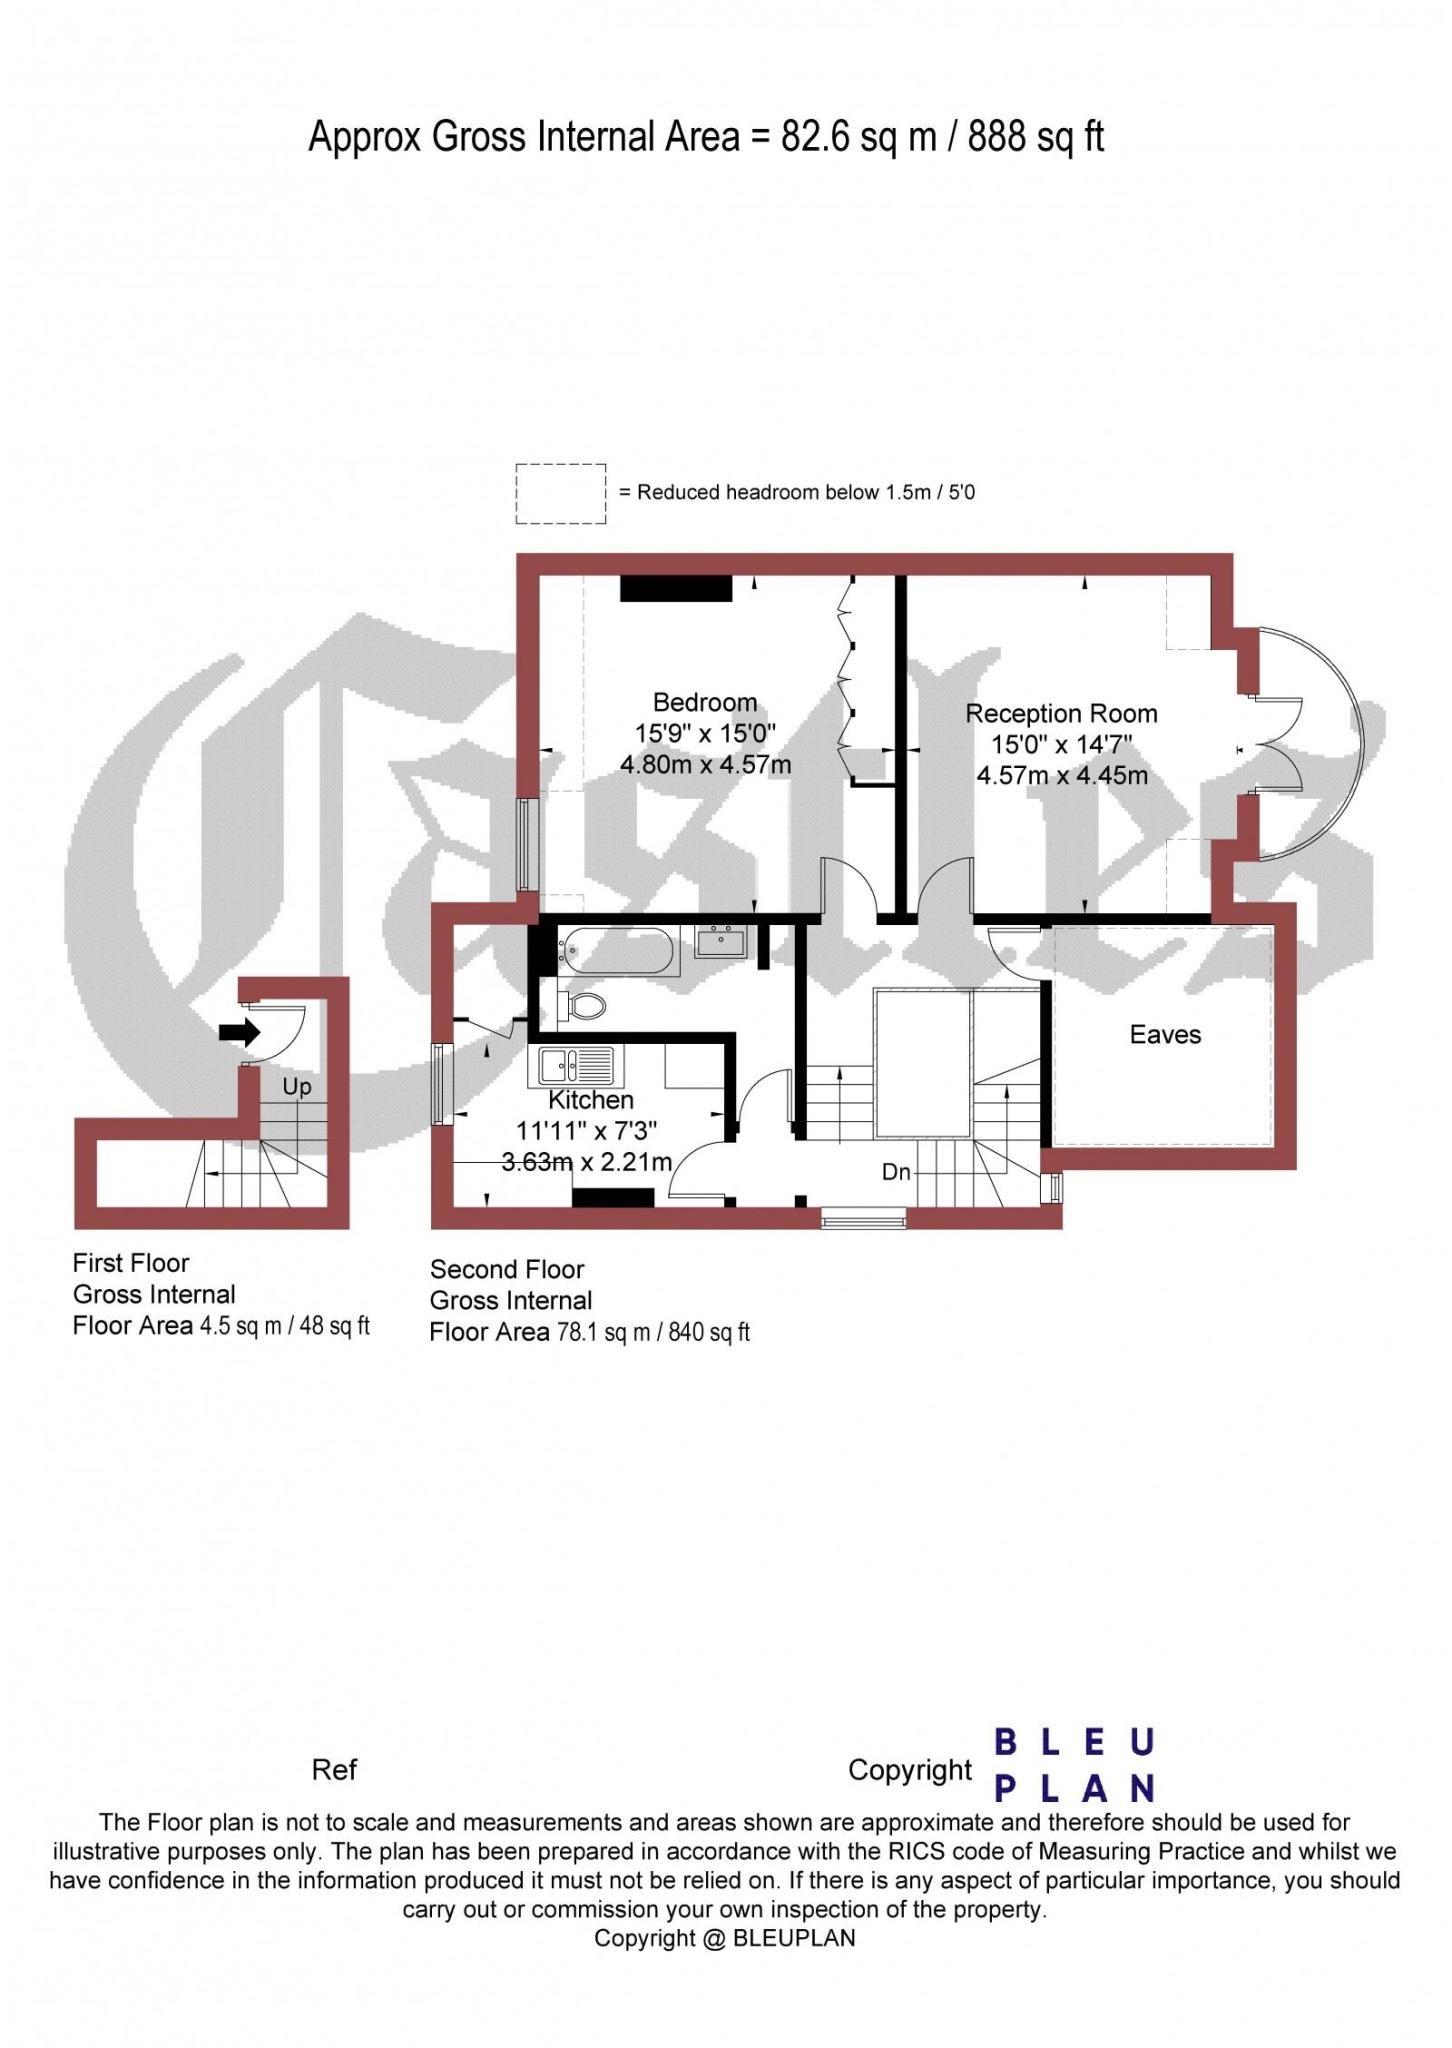 Approx Gross Internal Area = 82.6 sq m / 888 sq ft
= Reduced headroom below 1.5m / 5'0
Castles
Bedroom
15'9" x 15'0"
4.80m x 4.57m
Reception Room
15'0" x 14'7"
4.57m x 4.45m
Eaves
Up
Kitchen
11'11" x 7'3"
3.63m x 2.21m
Dn
First Floor
Gross Internal
Floor Area 4.5 sq m / 48 sq ft
Second Floor
Gross Internal
Floor Area 78.1 sq m / 840 sq ft
Ref
Copyright
BLEU
PLAN
The Floor plan is not to scale and measurements and areas shown are approximate and therefore should be used for
illustrative purposes only. The plan has been prepared in accordance with the RICS code of Measuring Practice and whilst we
have confidence in the information produced it must not be relied on. If there is any aspect of particular importance, you should
carry out or commission your own inspection of the property.
Copyright @ BLEUPLAN